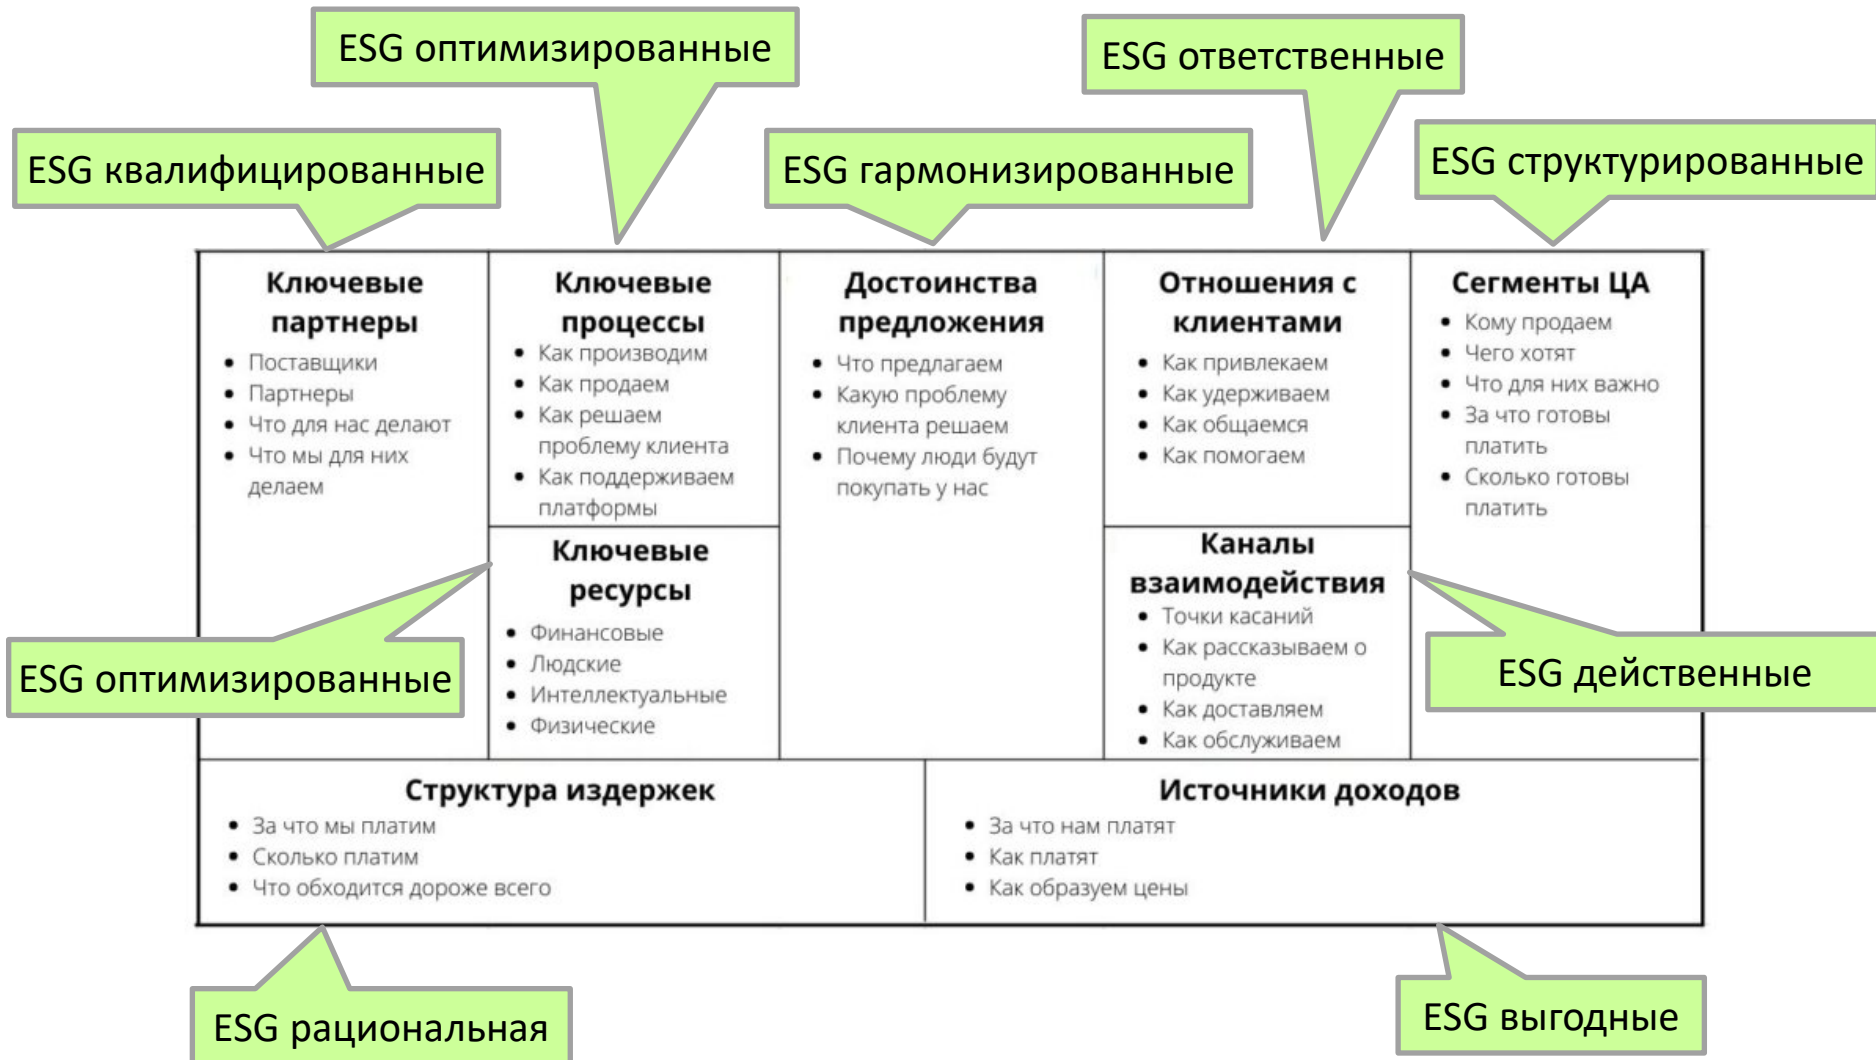 ESG оптимизированные
ESG ответственные
ESG квалифицированные
ESG гармонизированные
ESG структурированные
Ключевые
партнеры
• Поставщики
• Партнеры
• Что для нас делают
• Что мы для них
делаем
Ключевые
процессы
• Как производим
• Как продаем
• Как решаем
проблему клиента
• Как поддерживаем
платформы
Ключевые
ресурсы
• Финансовые
• Людские
• Интеллектуальные
• Физические
Достоинства
предложения
• Что предлагаем
• Какую проблему
клиента решаем
• Почему люди будут
покупать у нас
Отношения с
клиентами
• Как привлекаем
• Как удерживаем
• Как общаемся
• Как помогаем
Каналы
взаимодействия
• Точки касаний
• Как рассказываем о
продукте
• Как доставляем
• Как обслуживаем
Сегменты ЦА
• Кому продаем
• Чего хотят
• Что для них важно
• За что готовы
платить
• Сколько готовы
платить
ESG оптимизированные
ESG действенные
Структура издержек
• За что мы платим
• Сколько платим
• Что обходится дороже всего
Источники доходов
• За что нам платят
• Как платят
• Как образуем цены
ESG рациональная
ESG выгодные